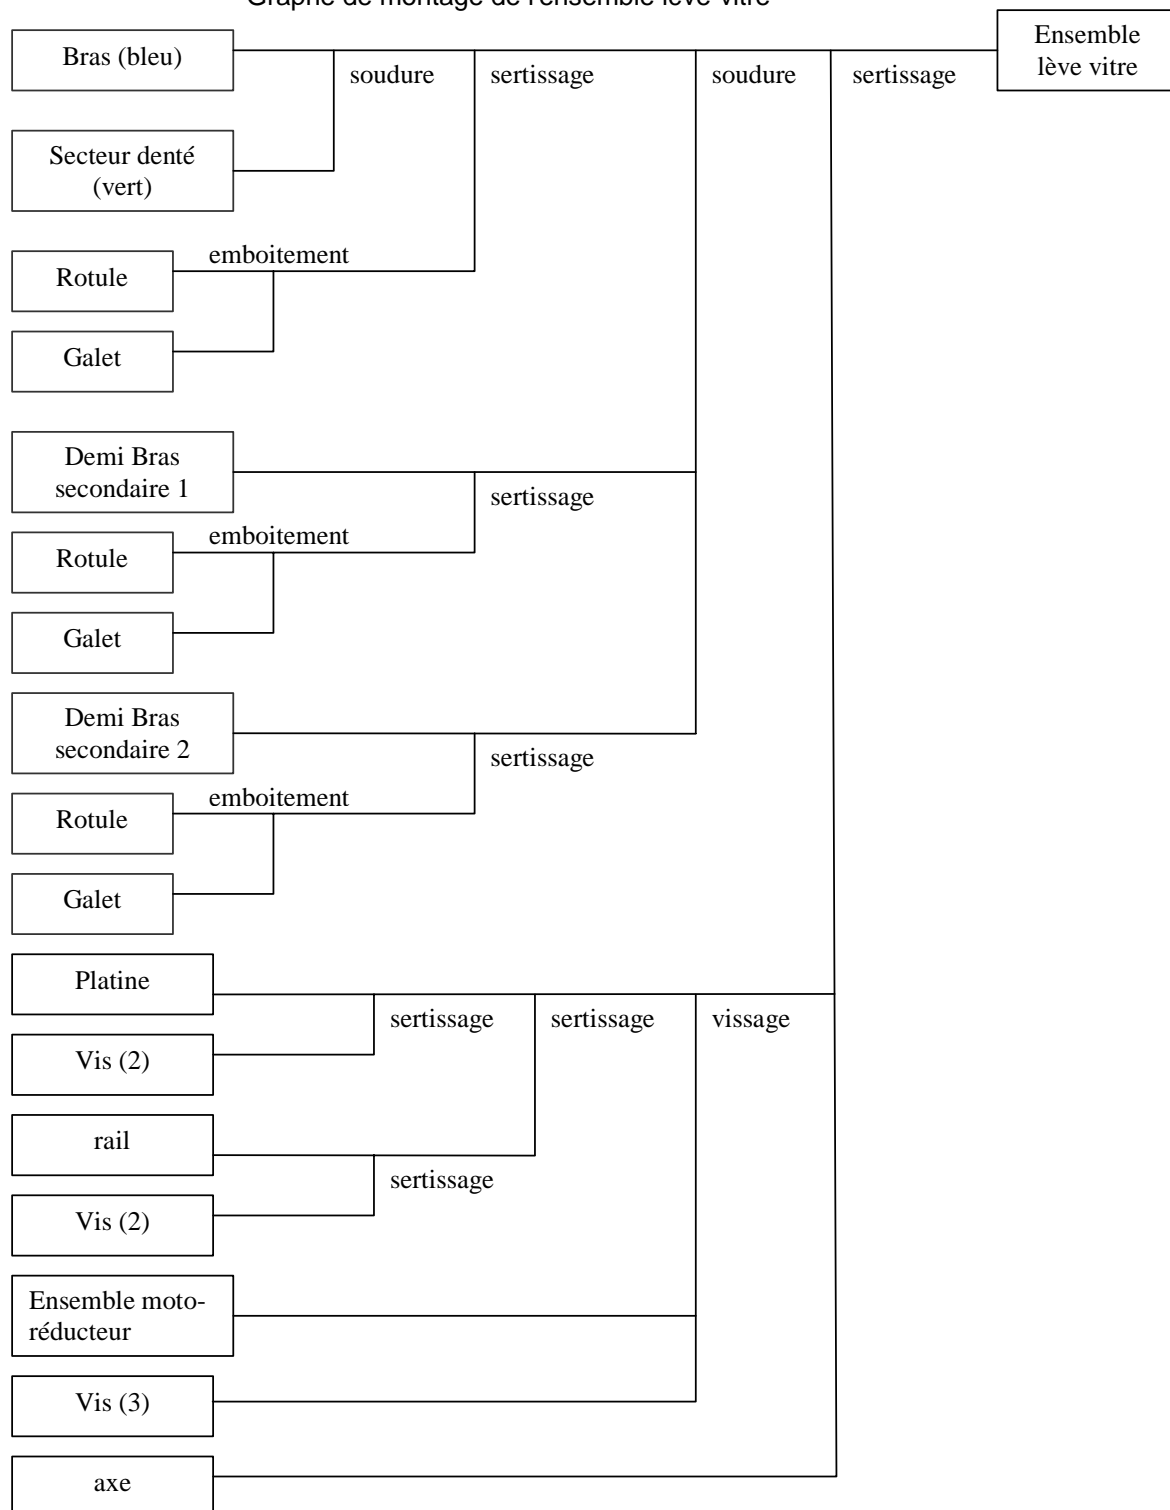 Graphe de montage de l'ensemble lève vitre
Bras (bleu)
soudure
sertissage
soudure
sertissage
Ensemble
lève vitre
Secteur denté
(vert)
emboitement
Rotule
Galet
Demi Bras
secondaire 1
sertissage
emboitement
Rotule
Galet
Demi Bras
secondaire 2
sertissage
emboitement
Rotule
Galet
Platine
sertissage
sertissage
vissage
Vis (2)
rail
sertissage
Vis (2)
Ensemble moto-
réducteur
Vis (3)
axe